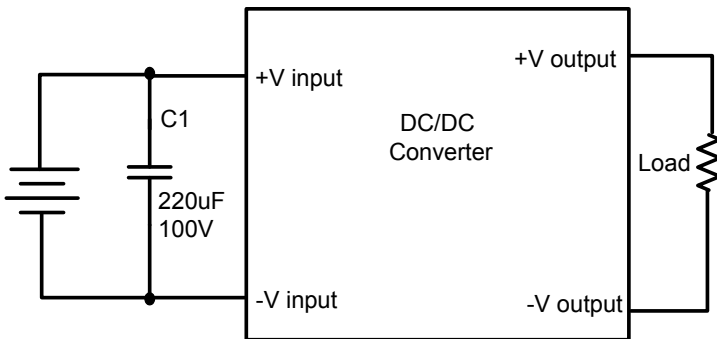 +V input
C1
220uF
100V
-V input
DC/DC
Converter
+V output
Load
-V output